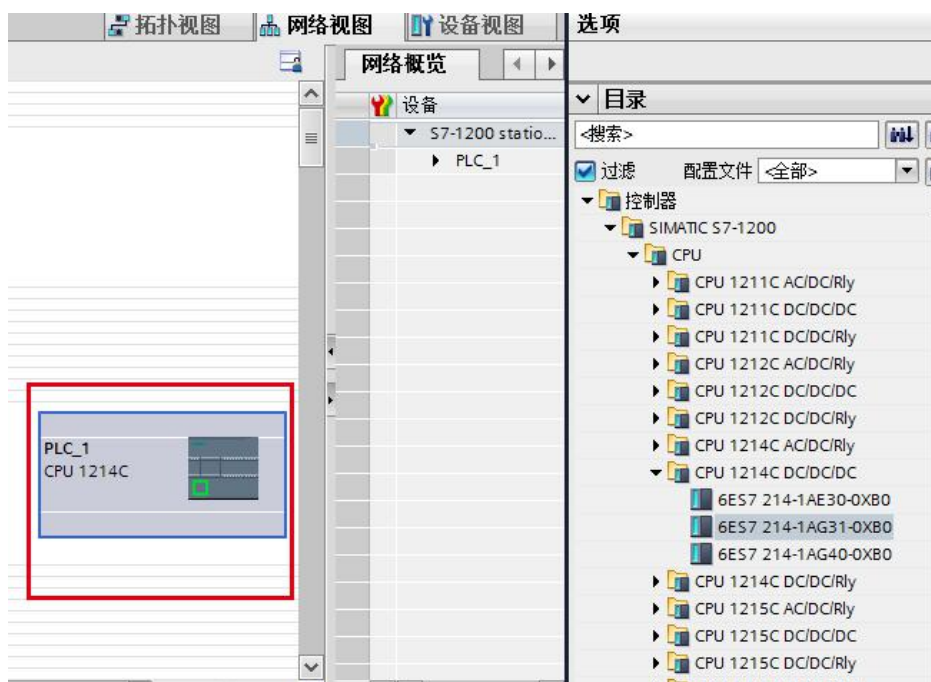 拓扑视图 网络视图 设备视图
网络概览
设备
S7-1200 statio...
PLC_1
PLC_1
CPU 1214C
选项
目录
<搜索>
过滤 配置文件 <全部>
控制器
SIMATIC S7-1200
CPU
CPU 1211C AC/DC/Rly
CPU 1211C DC/DC/DC
CPU 1211C DC/DC/Rly
CPU 1212C AC/DC/Rly
CPU 1212C DC/DC/DC
CPU 1212C DC/DC/Rly
CPU 1214C AC/DC/Rly
CPU 1214C DC/DC/DC
6ES7 214-1AE30-0XB0
6ES7 214-1AG31-0XB0
6ES7 214-1AG40-0XB0
CPU 1214C DC/DC/Rly
CPU 1215C AC/DC/Rly
CPU 1215C DC/DC/DC
CPU 1215C DC/DC/Rly